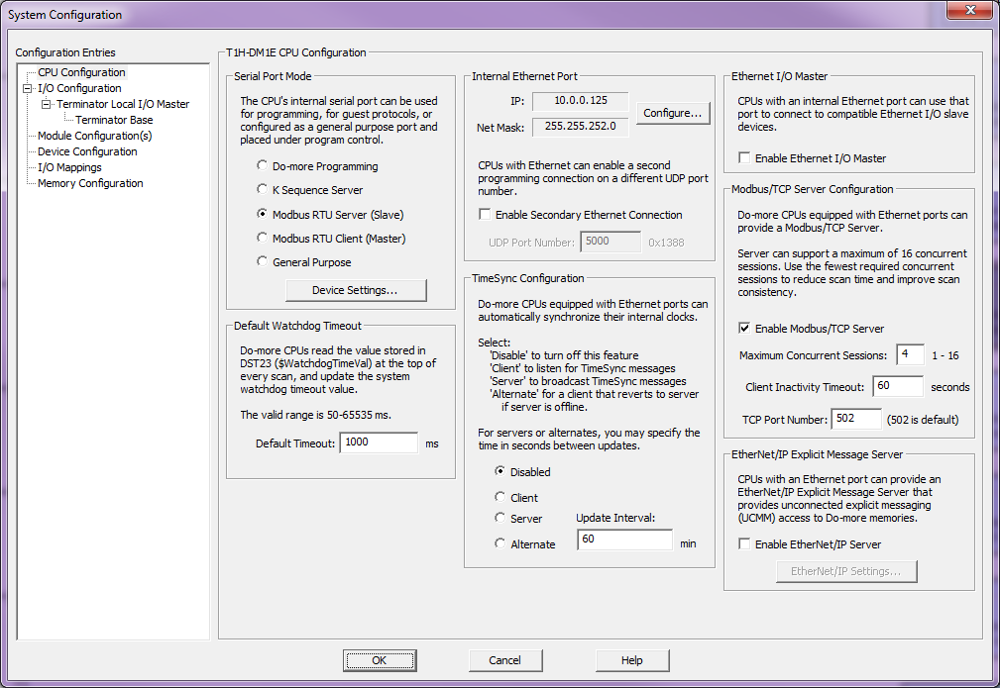 System Configuration
Configuration Entries
CPU Configuration
I/O Configuration
Terminator Local I/O Master
Terminator Base
Module Configuration(s)
Device Configuration
I/O Mappings
Memory Configuration
T1H-DM1E CPU Configuration
Serial Port Mode
The CPU's internal serial port can be used
for programming, for guest protocols, or
configured as a general purpose port and
placed under program control.
Do-more Programming
K Sequence Server
Modbus RTU Server (Slave)
Modbus RTU Client (Master)
General Purpose
Device Settings...
Default Watchdog Timeout
Do-more CPUs read the value stored in
DST23 ($WatchdogTimeVal) at the top of
every scan, and update the system
watchdog timeout value.
The valid range is 50-65535 ms.
Default Timeout: 1000 ms
Internal Ethernet Port
IP: 10.0.0.125
Net Mask: 255.255.252.0
Configure...
CPUs with Ethernet can enable a second
programming connection on a different UDP port
number.
Enable Secondary Ethernet Connection
UDP Port Number: 5000 0x1388
TimeSync Configuration
Do-more CPUs equipped with Ethernet ports can
automatically synchronize their internal clocks.
Select:
'Disable' to turn off this feature
'Client' to listen for TimeSync messages
'Server' to broadcast TimeSync messages
'Alternate' for a client that reverts to server
if server is offline.
For servers or alternates, you may specify the
time in seconds between updates.
Disabled
Client
Server
Alternate
Update Interval:
60 min
Ethernet I/O Master
CPUs with an internal Ethernet port can use that
port to connect to compatible Ethernet I/O slave
devices.
Enable Ethernet I/O Master
Modbus/TCP Server Configuration
Do-more CPUs equipped with Ethernet ports can
provide a Modbus/TCP Server.
Server can support a maximum of 16 concurrent
sessions. Use the fewest required concurrent
sessions to reduce scan time and improve scan
consistency.
Enable Modbus/TCP Server
Maximum Concurrent Sessions: 4 1 - 16
Client Inactivity Timeout: 60 seconds
TCP Port Number: 502 (502 is default)
EtherNet/IP Explicit Message Server
CPUs with an Ethernet port can provide an
EtherNet/IP Explicit Message Server that
provides unconnected explicit messaging
(UCMM) access to Do-more memories.
Enable EtherNet/IP Server
EtherNet/IP Settings...
OK
Cancel
Help